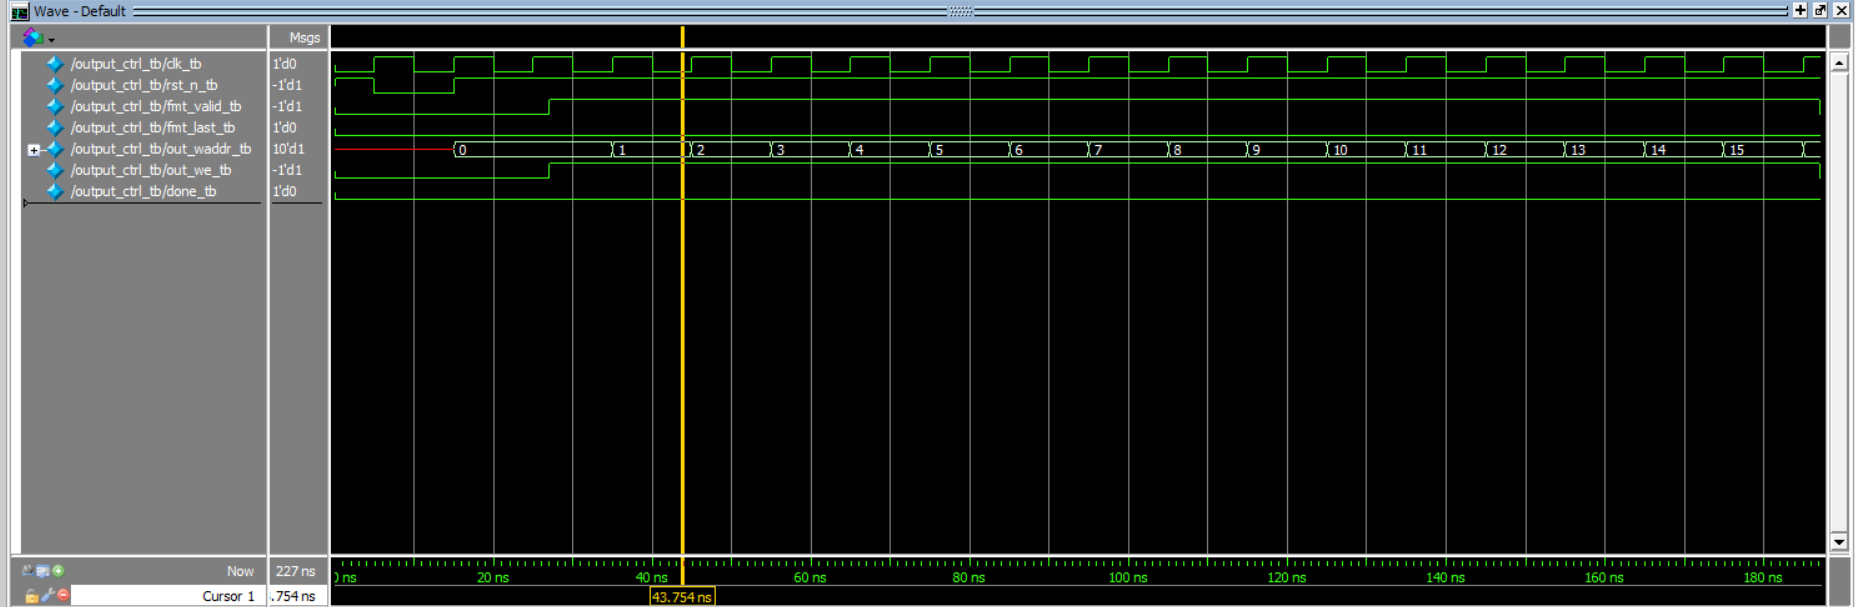 Wave - Default
Msgs
/output_ctrl_tb/clk_tb 1'd0
/output_ctrl_tb/rst_n_tb -1'd1
/output_ctrl_tb/fmt_valid_tb -1'd1
/output_ctrl_tb/fmt_last_tb 1'd0
/output_ctrl_tb/out_waddr_tb 10'd1 0 1 2 3 4 5 6 7 8 9 10 11 12 13 14 15
/output_ctrl_tb/out_we_tb -1'd1
/output_ctrl_tb/done_tb 1'd0
Now 227 ns 0 ns 20 ns 40 ns 60 ns 80 ns 100 ns 120 ns 140 ns 160 ns 180 ns
Cursor 1 .754 ns 43.754 ns